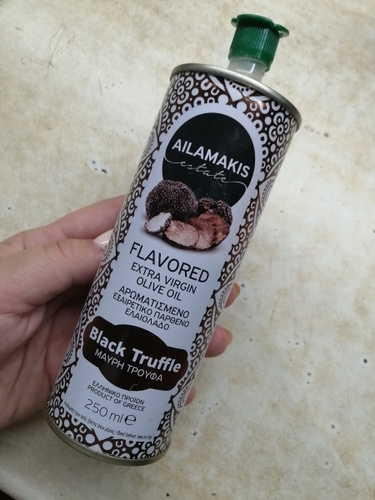 AILAMAKIS
estate
FLAVORED
EXTRA VIRGIN
OLIVE OIL
ΑΡΩΜΑΤΙΣΜΕΝΟ
ΕΞΑΙΡΕΤΙΚΟ ΠΑΡΘΕΝΟ
ΕΛΑΙΟΛΑΔΟ
Black Truffle
ΜΑΥΡΗ ΤΡΟΥΦΑ
ΕΛΛΗΝΙΚΟ ΠΡΟΪΟΝ
PRODUCT OF GREECE
250 ml e